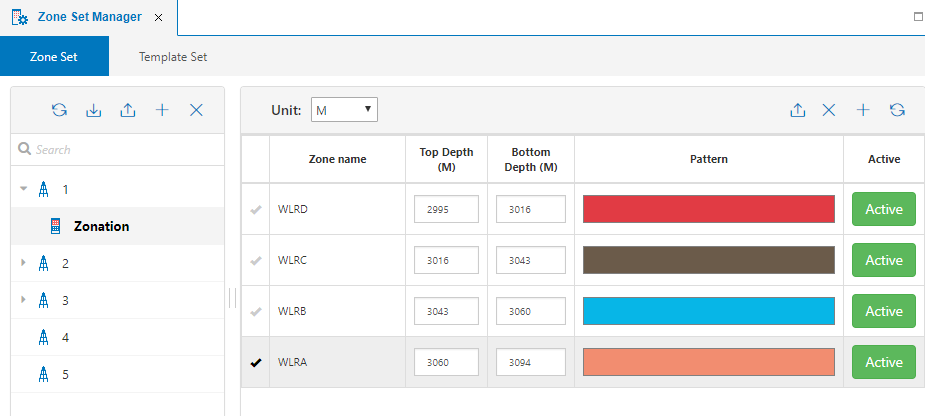 Zone Set Manager
Zone Set
Template Set
Search
1
Zonation
2
3
4
5
Unit: M
Zone name Top Depth (M) Bottom Depth (M) Pattern Active
WLRD 2995 3016 Active
WLRC 3016 3043 Active
WLRB 3043 3060 Active
WLRA 3060 3094 Active